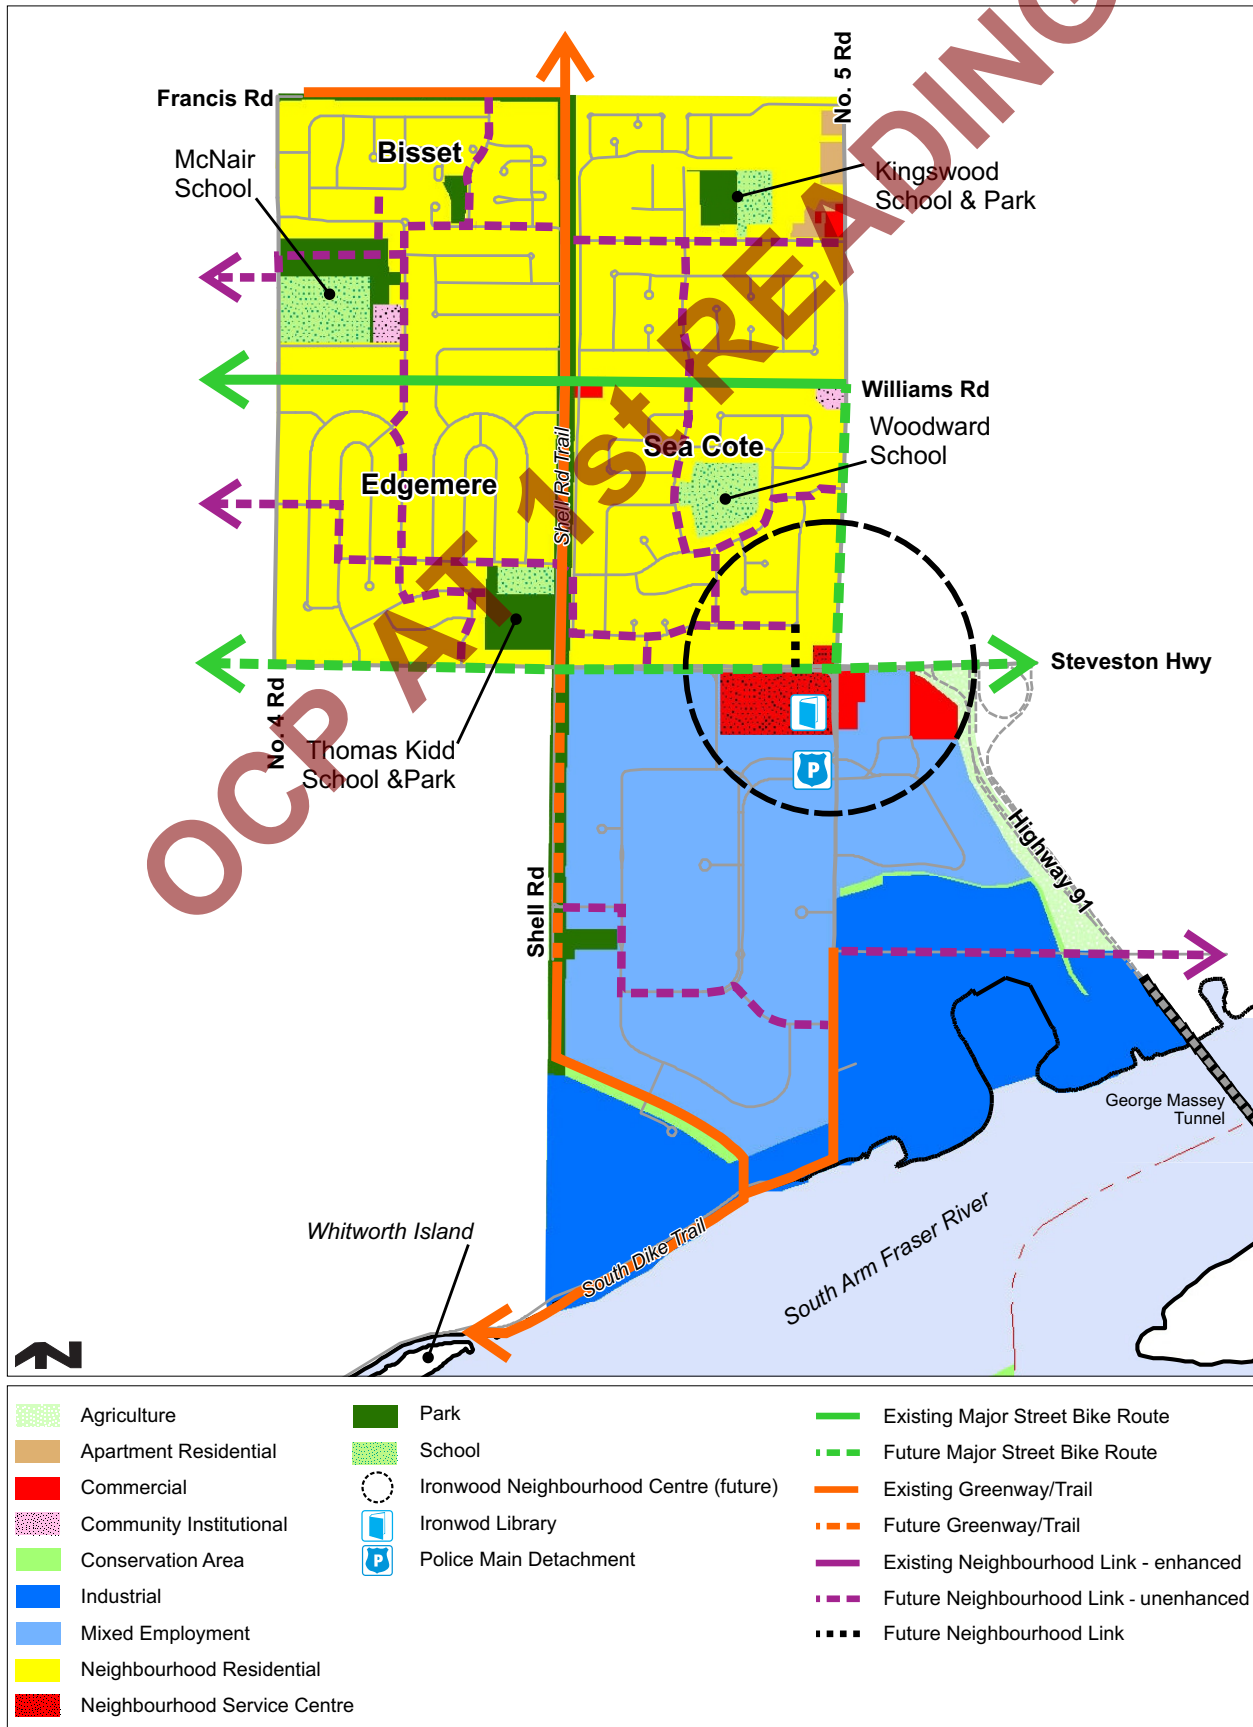 OCP AT 1st READING
No. 5 Rd
Francis Rd
McNair
School
Bisset
Kingswood
School & Park
Williams Rd
Woodward
School
Sea Cote
Edgemere
Shell Rd Trail
Steveston Hwy
No. 4 Rd
Thomas Kidd
School &Park
P
Highway 91
Shell Rd
George Massey
Tunnel
Whitworth Island
South Dike Trail
South Arm Fraser River
N
Agriculture
Apartment Residential
Commercial
Community Institutional
Conservation Area
Industrial
Mixed Employment
Neighbourhood Residential
Neighbourhood Service Centre
Park
School
Ironwood Neighbourhood Centre (future)
Ironwod Library
P
Police Main Detachment
Existing Major Street Bike Route
Future Major Street Bike Route
Existing Greenway/Trail
Future Greenway/Trail
Existing Neighbourhood Link - enhanced
Future Neighbourhood Link - unenhanced
Future Neighbourhood Link